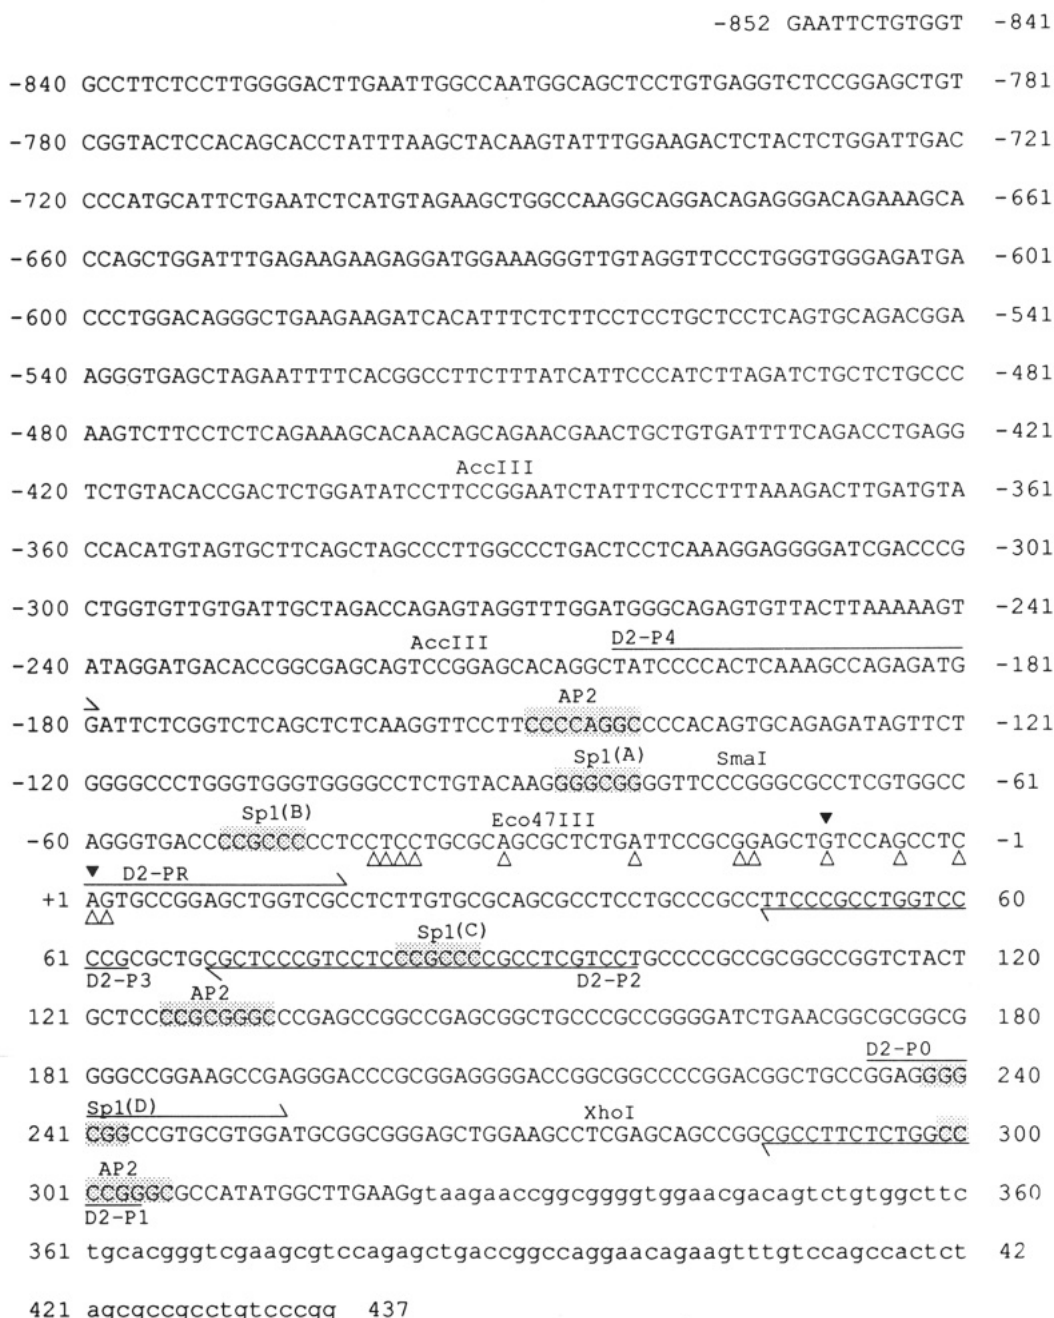 -852 GAATTCTGTGGT -841
-840 GCCTTCTCCTTGGGGACTTGAATTGGCCAATGGCAGCTCCTGTGAGGTCTCCGGAGCTGT -781
-780 CGGTACTCCACAGCACCTATTTAAGCTACAAGTATTTGGAAGACTCTACTCTGGATTGAC -721
-720 CCCATGCATTCTGAATCTCATGTAGAAGCTGGCCAAGGCAGGACAGAGGGACAGAAAGCA -661
-660 CCAGCTGGATTTGAGAAGAAGAGGATGGAAAGGGTTGTAGGTTCCCTGGGTGGGAGATGA -601
-600 CCCTGGACAGGGCTGAAGAAGATCACATTTCTCTTCCTCCTGCTCCTCAGTGCAGACGGA -541
-540 AGGGTGAGCTAGAATTTTCACGGCCTTCTTTATCATTCCCATCTTAGATCTGCTCTGCCC -481
-480 AAGTCTTCCTCTCAGAAAGCACAACAGCAGAACGAACTGCTGTGATTTTCAGACCTGAGG -421
AccIII
-420 TCTGTACACCGACTCTGGATATCCTTCCGGAATCTATTTCTCCTTTAAAGACTTGATGTA -361
-360 CCACATGTAGTGCTTCAGCTAGCCCTTGGCCCTGACTCCTCAAAGGAGGGGATCGACCCG -301
-300 CTGGTGTTGTGATTGCTAGACCAGAGTAGGTTTGGATGGGCAGAGTGTTACTTAAAAAGT -241
AccIII D2-P4
-240 ATAGGATGACACCGGCGAGCAGTCCGGAGCACAGGCTATCCCCACTCAAAGCCAGAGATG -181
AP2
-180 GATTCTCGGTCTCAGCTCTCAAGGTTCCTTCCCCAGGCCCCACAGTGCAGAGATAGTTCT -121
Sp1(A) SmaI
-120 GGGGCCCTGGGTGGGTGGGGCCTCTGTACAAGGGGCGGGGTTCCCGGGCGCCTCGTGGCC -61
Sp1(B) Eco47III ▼
-60 AGGGTGACCCCGCCCCCTCCTCCTGCGCAGCGCTCTGATTCCGCGGAGCTGTCCAGCCTC -1
△△△△ △ △ △△ △ △ △
▼ D2-PR
+1 AGTGCCGGAGCTGGTCGCCTCTTGTGCGCAGCGCCTCCTGCCCGCCTTCCCGCCTGGTCC 60
△△
Sp1(C)
61 CCGCGCTGCGCTCCCGTCCTCCCGCCCCGCCTCGTCCTGCCCCGCCGCGGCCGGTCTACT 120
D2-P3 D2-P2
AP2
121 GCTCCCCGCGGGCCCGAGCCGGCCGAGCGGCTGCCCGCCGGGGATCTGAACGGCGCGGCG 180
D2-P0
181 GGGCCGGAAGCCGAGGGACCCGCGGAGGGGACCGGCGGCCCCGGACGGCTGCCGGAGGGG 240
Sp1(D) XhoI
241 CGGCCGTGCGTGGATGCGGCGGGAGCTGGAAGCCTCGAGCAGCCGGCGCCTTCTCTGGCC 300
AP2
301 CCGGGCGCCATATGGCTTGAAGgtaagaaccggcggggtggaacgacagtctgtggcttc 360
D2-P1
361 tgcacgggtcgaagcgtccagagctgaccggccaggaacagaagtttgtccagccactct 42
421 agcgccgcctgtcccgg 437